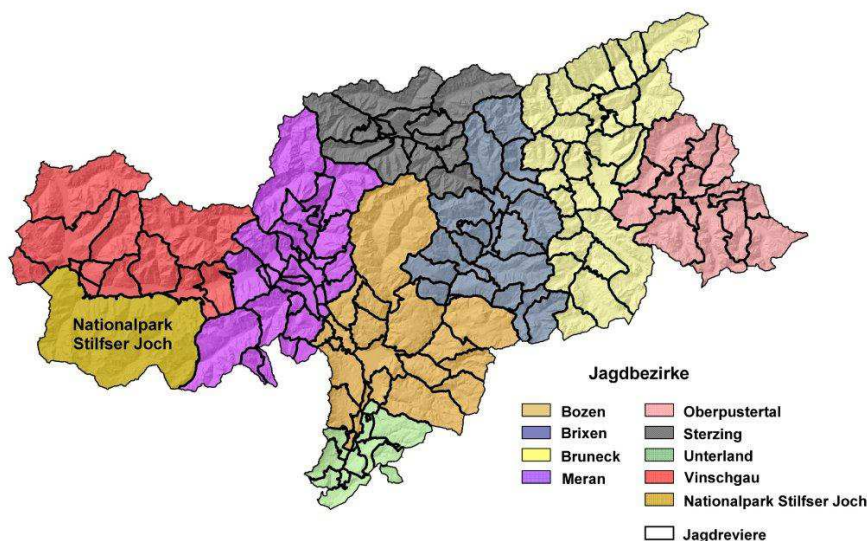 Nationalpark
Stilfser Joch
Jagdbezirke
Bozen
Brixen
Bruneck
Meran
Oberpustertal
Sterzing
Unterland
Vinschgau
Nationalpark Stilfser Joch
Jagdreviere